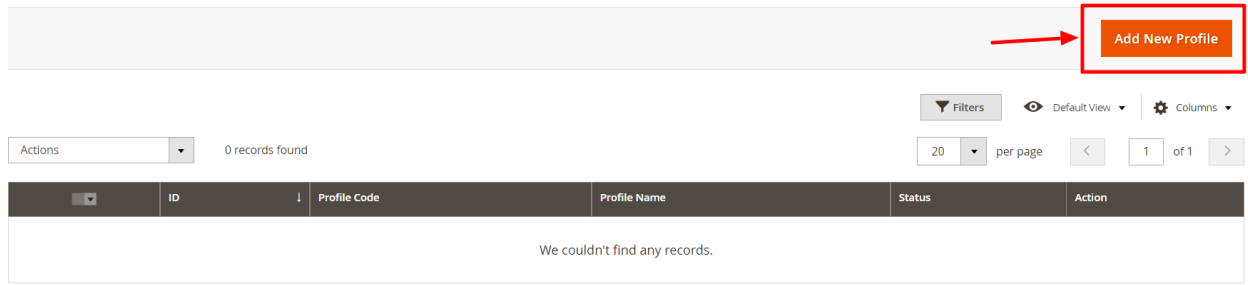 Add New Profile
Filters Default View Columns
Actions 0 records found 20 per page 1 of 1
ID ↓ Profile Code Profile Name Status Action
We couldn't find any records.